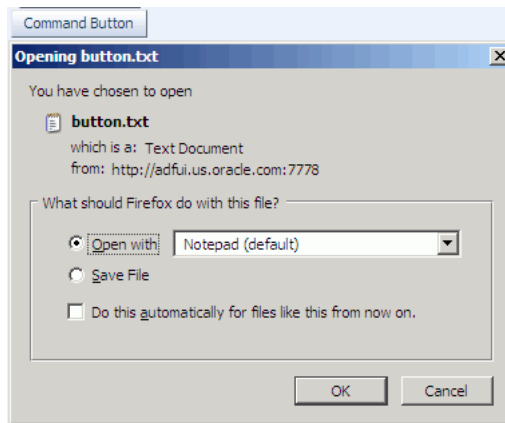 Command Button
Opening button.txt
You have chosen to open
button.txt
which is a: Text Document
from: http://adfui.us.oracle.com:7778
What should Firefox do with this file?
Open with Notepad (default)
Save File
Do this automatically for files like this from now on.
OK Cancel